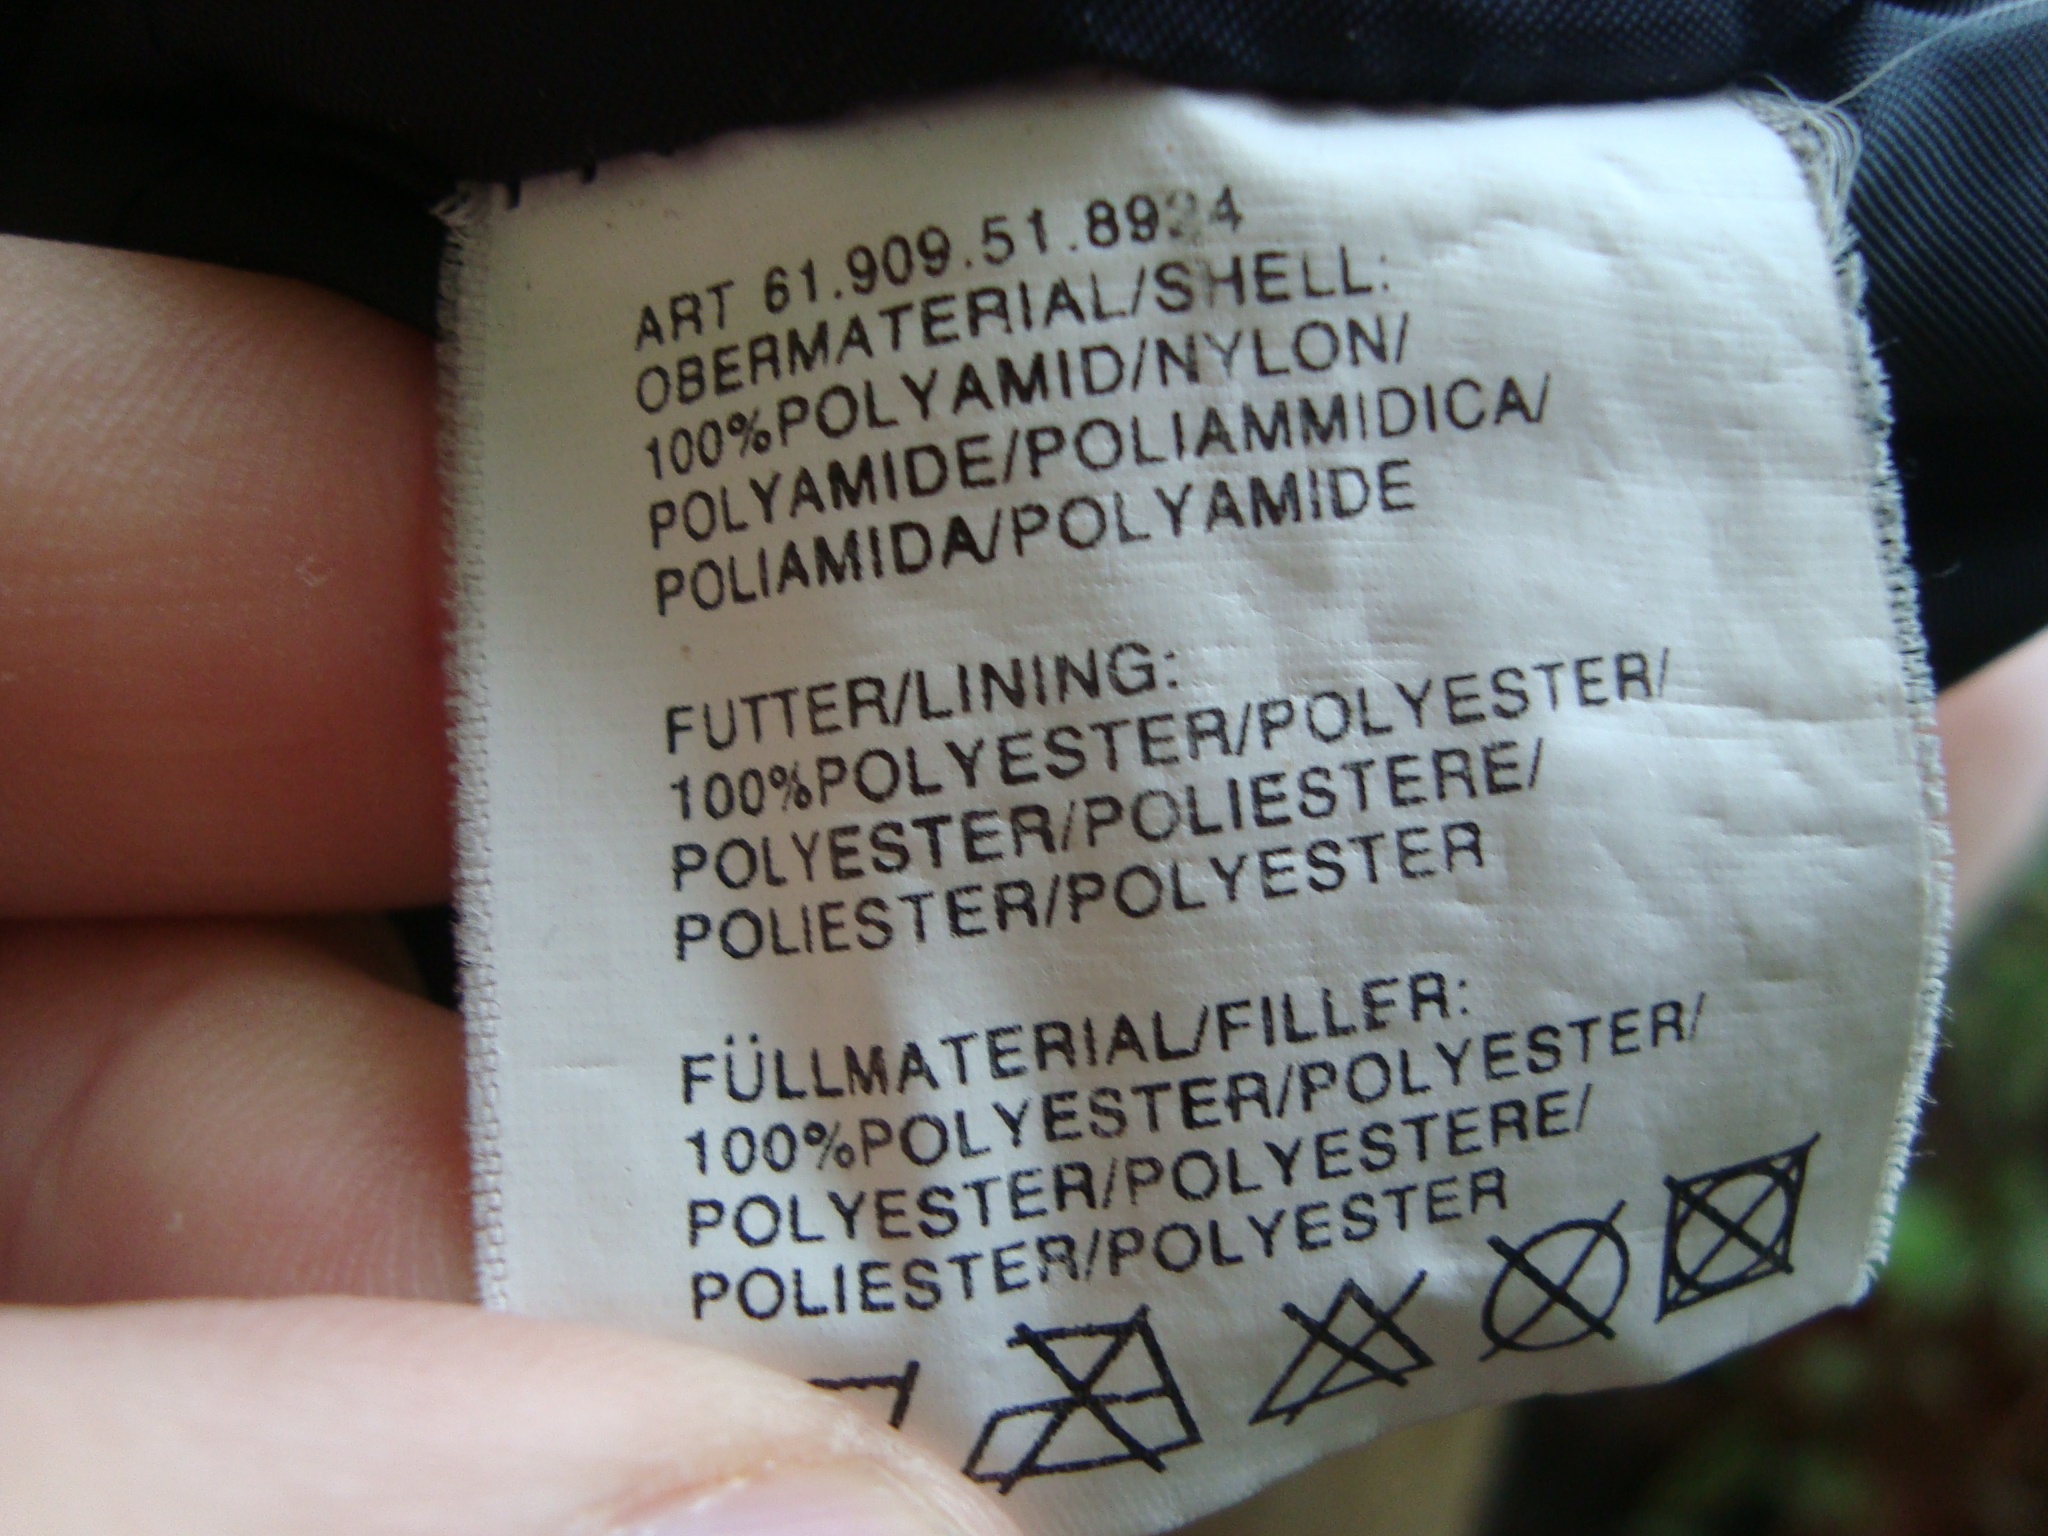 ART 61.909.51.8924
OBERMATERIAL/SHELL:
100%POLYAMID/NYLON/
POLYAMIDE/POLIAMMIDICA/
POLIAMIDA/POLYAMIDE
FUTTER/LINING:
100%POLYESTER/POLYESTER/
POLYESTER/POLIESTERE/
POLIESTER/POLYESTER
FÜLLMATERIAL/FILLER:
100%POLYESTER/POLYESTER/
POLYESTER/POLYESTERE/
POLIESTER/POLYESTER